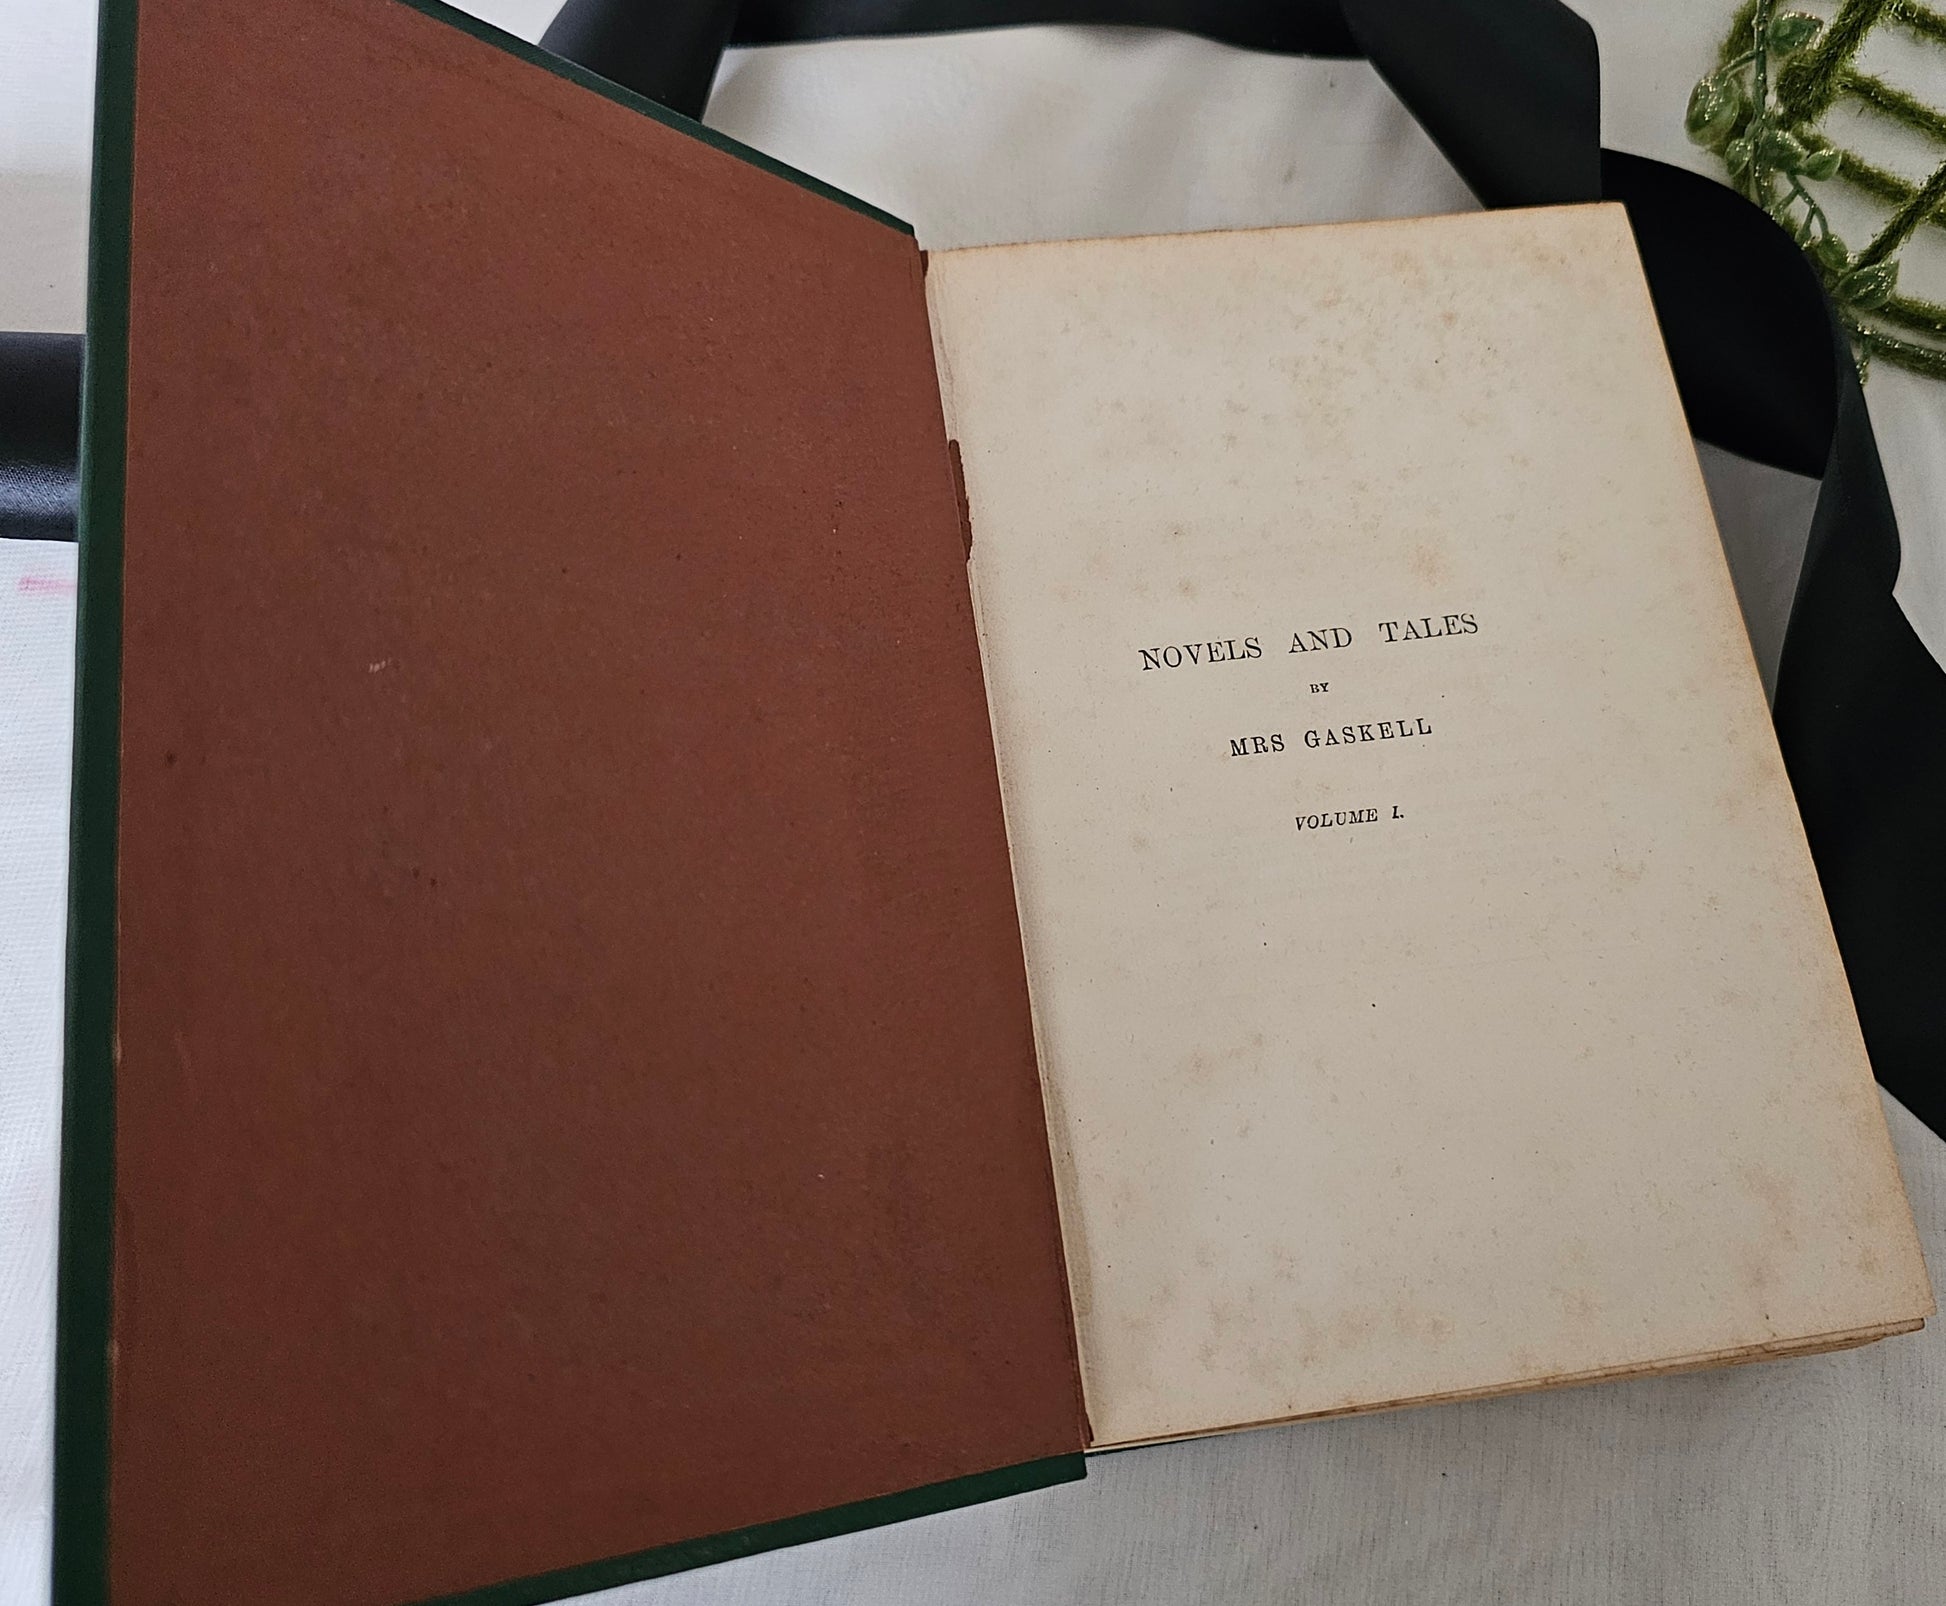 NOVELS AND TALES
BY
MRS GASKELL
VOLUME I.